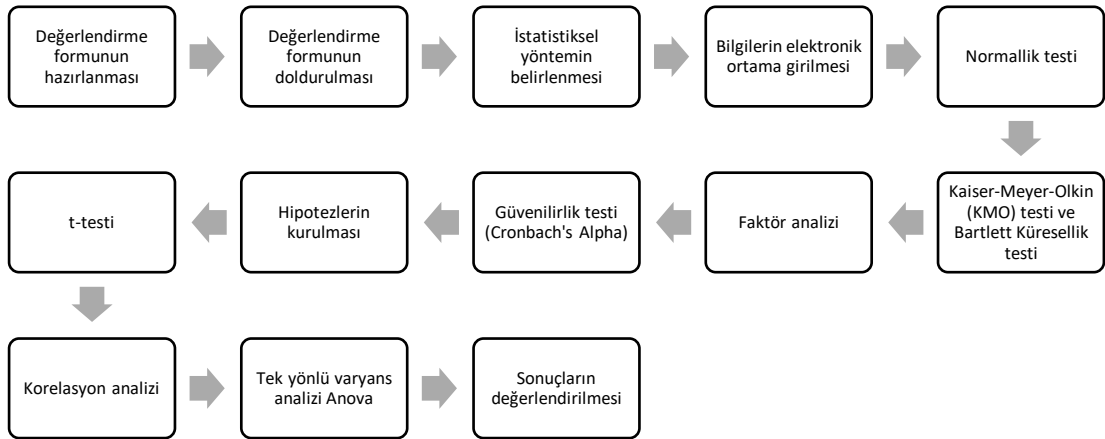 Değerlendirme
formunun
hazırlanması
Değerlendirme
formunun
doldurulması
İstatistiksel
yöntemin
belirlenmesi
Bilgilerin elektronik
ortama girilmesi
Normallik testi
Kaiser-Meyer-Olkin
(KMO) testi ve
Bartlett Küresellik
testi
Faktör analizi
Güvenilirlik testi
(Cronbach's Alpha)
Hipotezlerin
kurulması
t-testi
Korelasyon analizi
Tek yönlü varyans
analizi Anova
Sonuçların
değerlendirilmesi